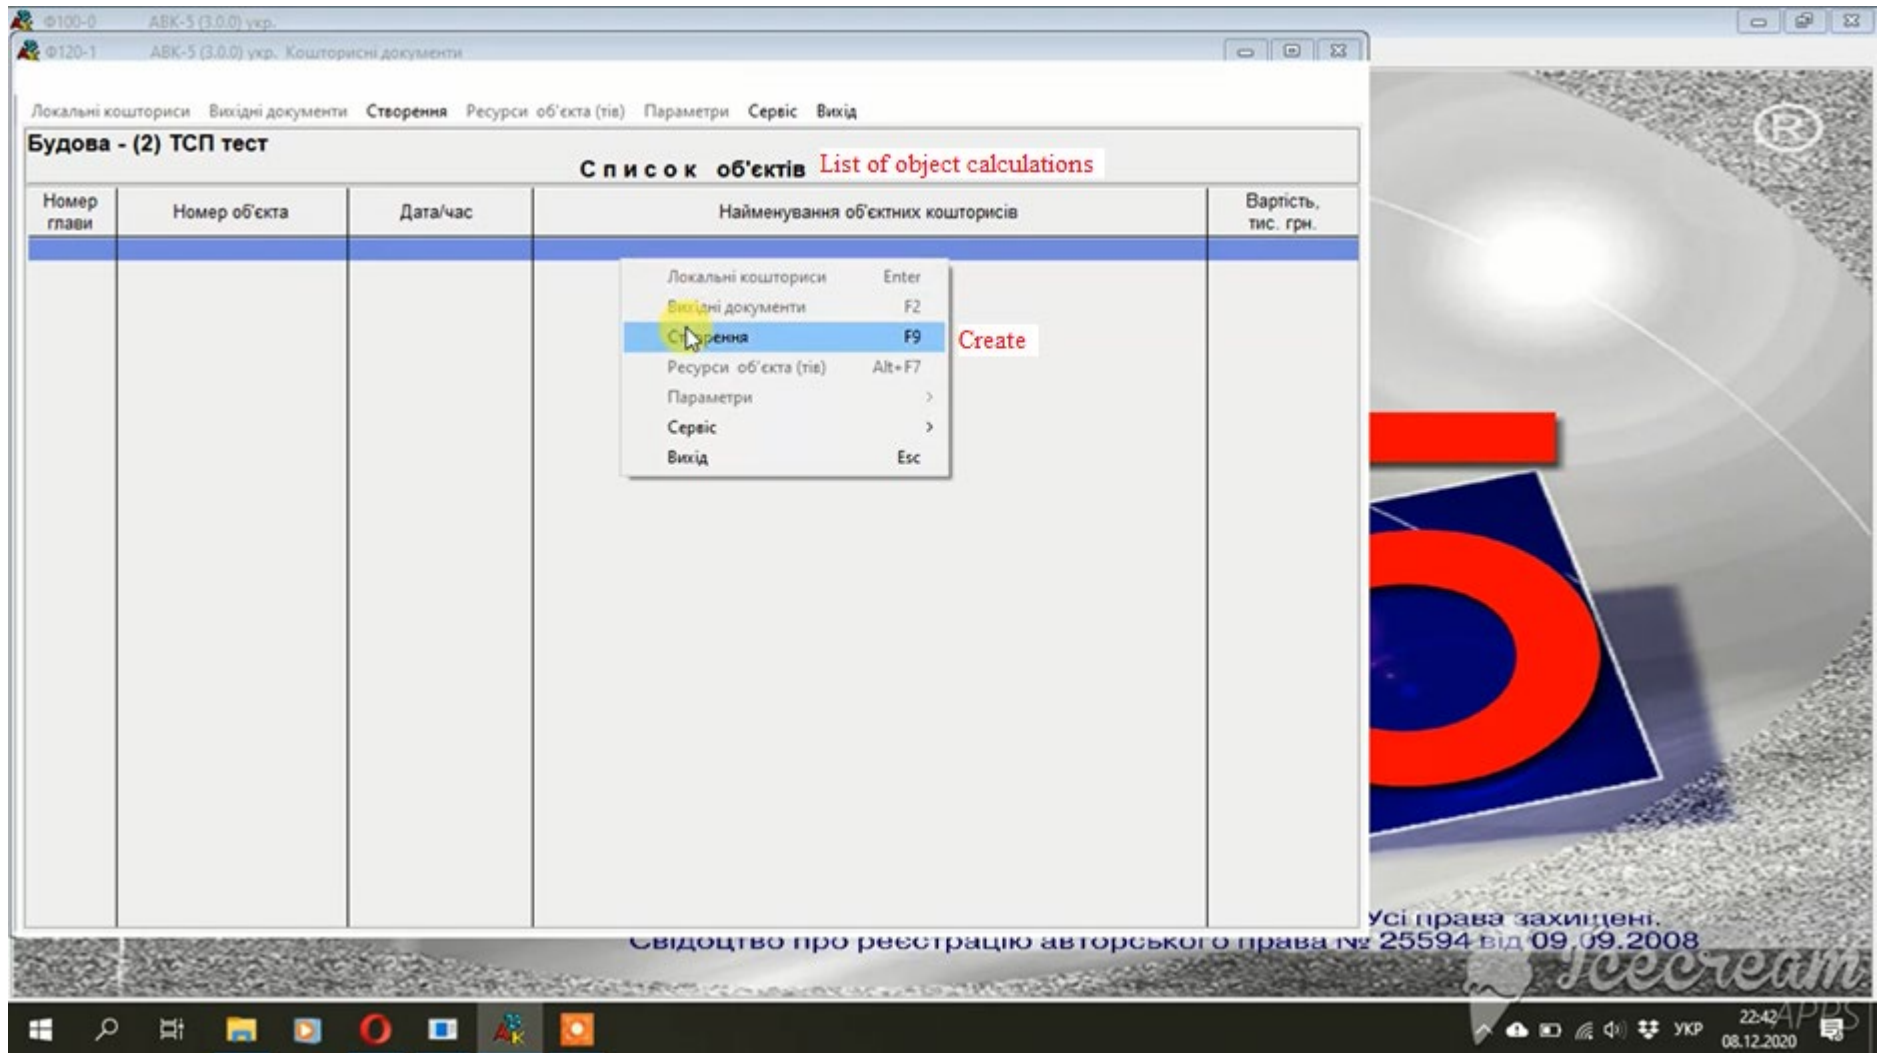 Ф100-0 АВК-5 (3.0.0) укр.
Ф120-1 АВК-5 (3.0.0) укр. Кошторисні документи
Локальні кошториси Вихідні документи Створення Ресурси об'єкта (тів) Параметри Сервіс Вихід
Будова - (2) ТСП тест
Список об'єктів List of object calculations
Номер глави Номер об'єкта Дата/час Найменування об'єктних кошторисів Вартість, тис. грн.
Локальні кошториси Enter
Вихідні документи F2
Створення F9 Create
Ресурси об'єкта (тів) Alt+F7
Параметри >
Сервіс >
Вихід Esc
®
Усі права захищені.
Свідоцтво про реєстрацію авторського права № 25594 від 09.09.2008
Icecream
APPS
УКР
22:42
08.12.2020